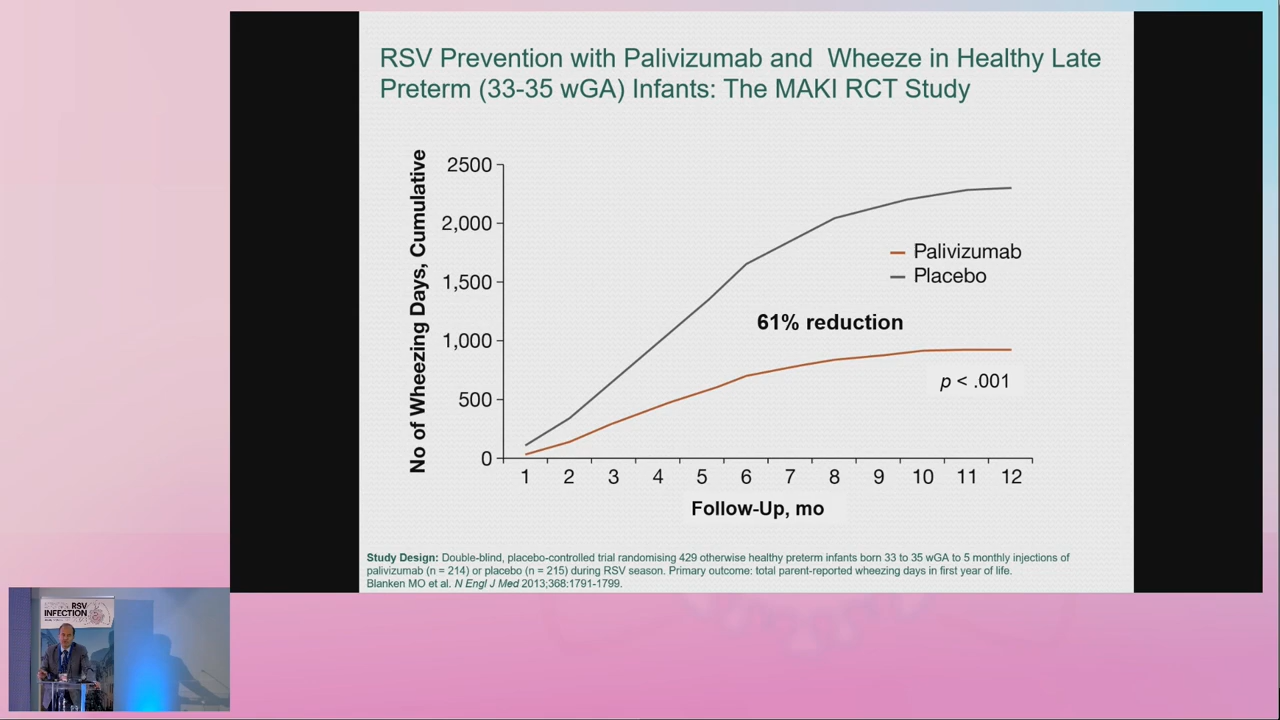 RSV Prevention with Palivizumab and Wheeze in Healthy Late
Preterm (33-35 wGA) Infants: The MAKI RCT Study
No of Wheezing Days, Cumulative
2500
2,000
1,500
1,000
500
0
Palivizumab
Placebo
61% reduction
p < .001
1 2 3 4 5 6 7 8 9 10 11 12
Follow-Up, mo
Study Design: Double-blind, placebo-controlled trial randomising 429 otherwise healthy preterm infants born 33 to 35 wGA to 5 monthly injections of
palivizumab (n = 214) or placebo (n = 215) during RSV season. Primary outcome: total parent-reported wheezing days in first year of life.
Blanken MO et al. N Engl J Med 2013;368:1791-1799.
RSV
INFECTION